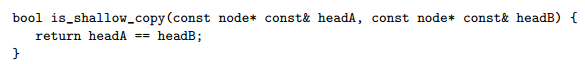 bool is_shallow_copy(const node* const& headA, const node* const& headB) {
return headA == headB;
}